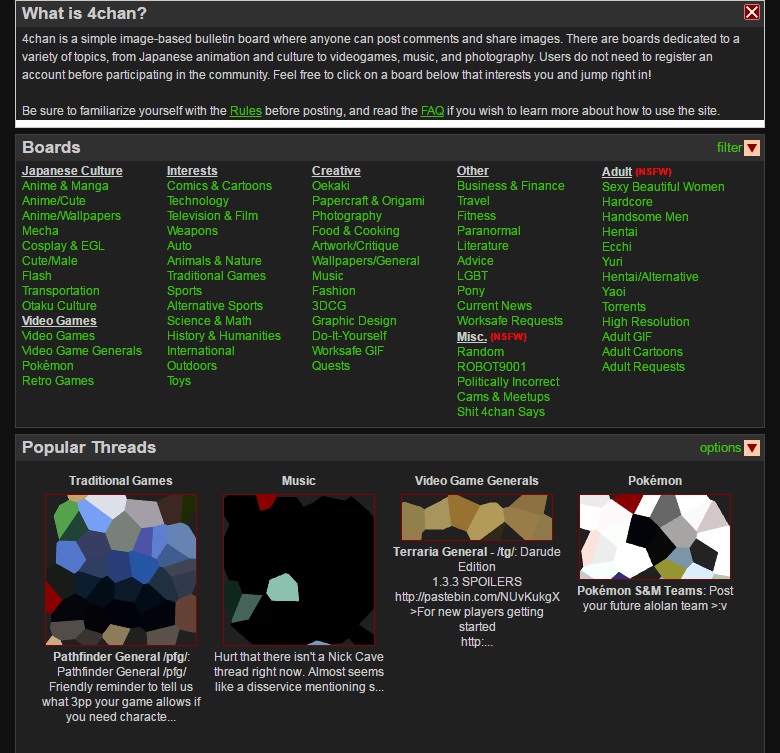 What is 4chan?
4chan is a simple image-based bulletin board where anyone can post comments and share images. There are boards dedicated to a
variety of topics, from Japanese animation and culture to videogames, music, and photography. Users do not need to register an
account before participating in the community. Feel free to click on a board below that interests you and jump right in!
Be sure to familiarize yourself with the Rules before posting, and read the FAQ if you wish to learn more about how to use the site.
Boards
filter
Japanese Culture
Anime & Manga
Anime/Cute
Anime/Wallpapers
Mecha
Cosplay & EGL
Cute/Male
Flash
Transportation
Otaku Culture
Video Games
Video Games
Video Game Generals
Pokémon
Retro Games
Interests
Comics & Cartoons
Technology
Television & Film
Weapons
Auto
Animals & Nature
Traditional Games
Sports
Alternative Sports
Science & Math
History & Humanities
International
Outdoors
Toys
Creative
Oekaki
Papercraft & Origami
Photography
Food & Cooking
Artwork/Critique
Wallpapers/General
Music
Fashion
3DCG
Graphic Design
Do-It-Yourself
Worksafe GIF
Quests
Other
Business & Finance
Travel
Fitness
Paranormal
Literature
Advice
LGBT
Pony
Current News
Worksafe Requests
Misc. (NSFW)
Random
ROBOT9001
Politically Incorrect
Cams & Meetups
Shit 4chan Says
Adult (NSFW)
Sexy Beautiful Women
Hardcore
Handsome Men
Hentai
Ecchi
Yuri
Hentai/Alternative
Yaoi
Torrents
High Resolution
Adult GIF
Adult Cartoons
Adult Requests
Popular Threads
options
Traditional Games
Pathfinder General /pfg/:
Pathfinder General /pfg/
Friendly reminder to tell us
what 3pp your game allows if
you need characte...
Music
Hurt that there isn't a Nick Cave
thread right now. Almost seems
like a disservice mentioning s...
Video Game Generals
Terraria General - /tg/: Darude
Edition
1.3.3 SPOILERS
http://pastebin.com/NUvKukgX
>For new players getting
started
http:...
Pokémon
Pokémon S&M Teams: Post
your future alolan team >:v